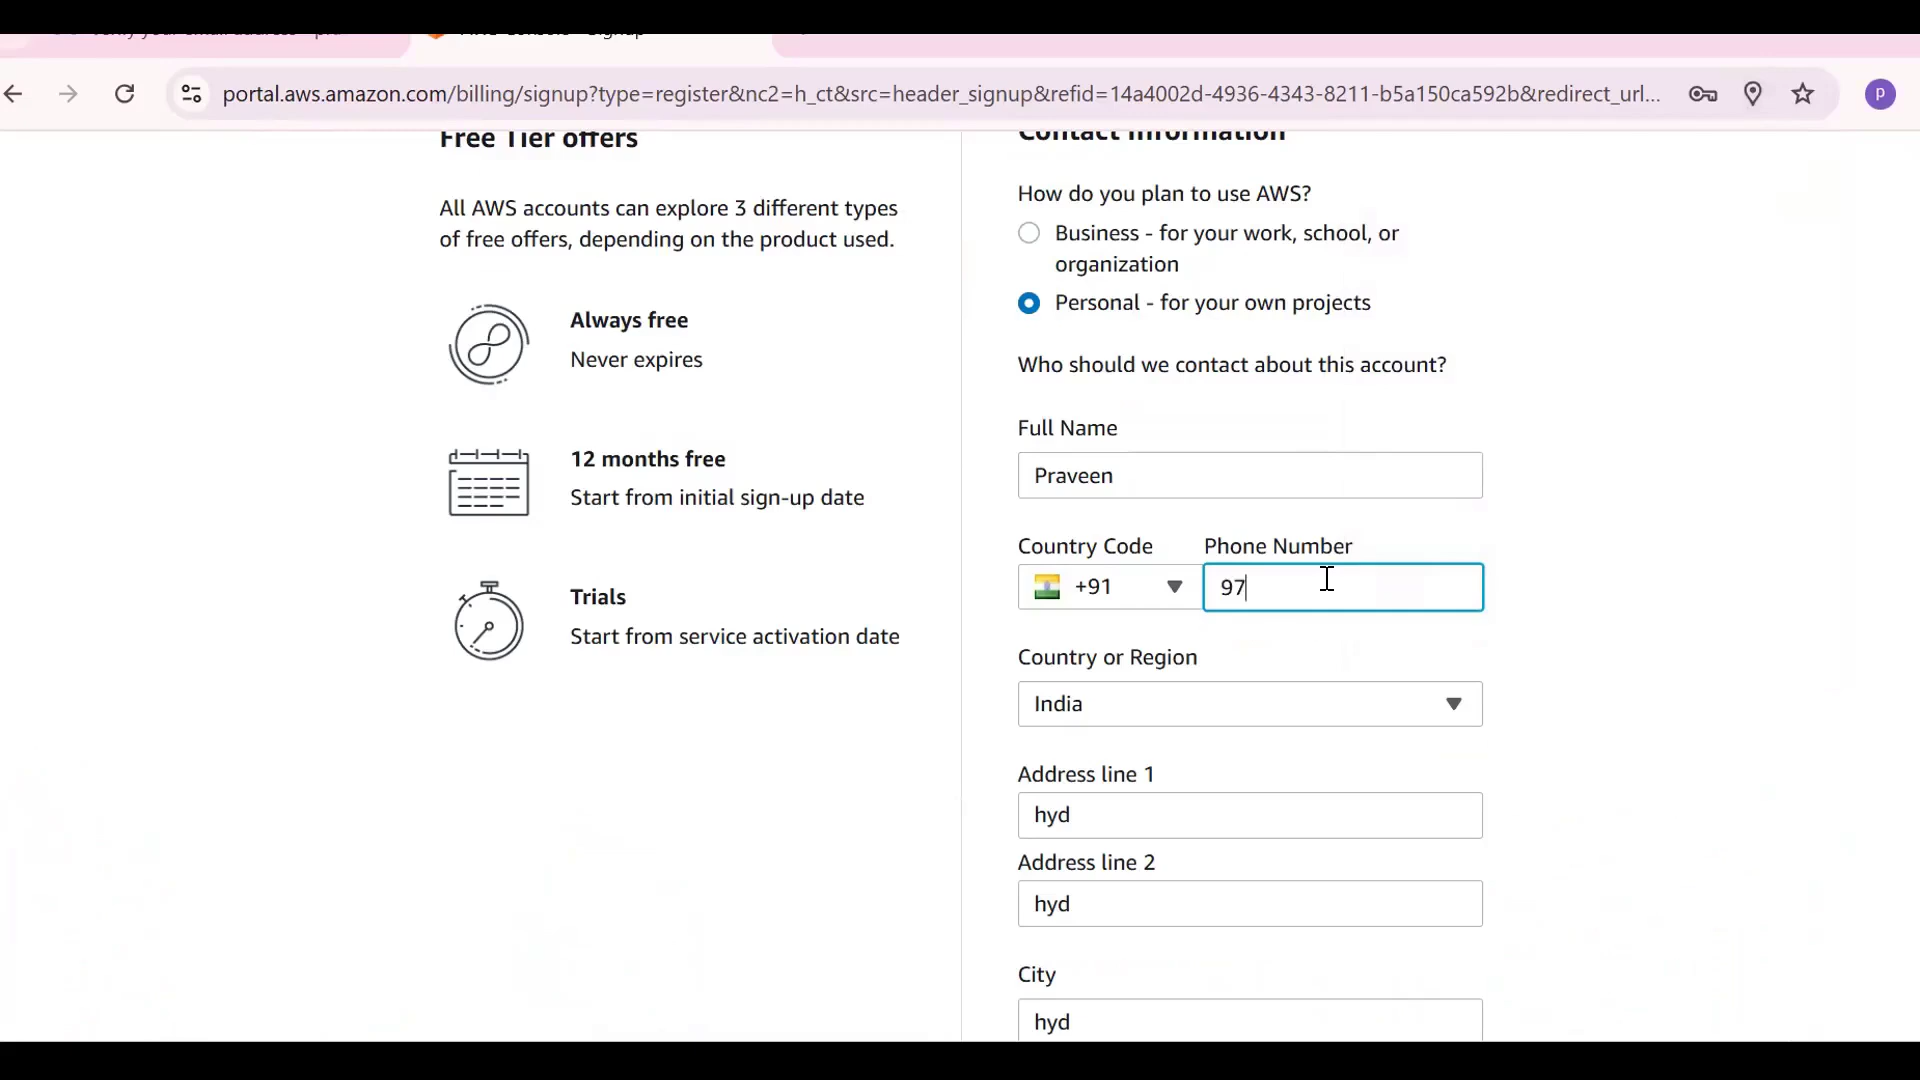 portal.aws.amazon.com/billing/signup?type=register&nc2=h_ct&src=header_signup&refid=14a4002d-4936-4343-8211-b5a150ca592b&redirect_url...
P
Free Tier offers
All AWS accounts can explore 3 different types
of free offers, depending on the product used.
Always free
Never expires
12 months free
Start from initial sign-up date
Trials
Start from service activation date
Contact Information
How do you plan to use AWS?
Business - for your work, school, or
organization
Personal - for your own projects
Who should we contact about this account?
Full Name
Praveen
Country Code
Phone Number
+91
97
Country or Region
India
Address line 1
hyd
Address line 2
hyd
City
hyd